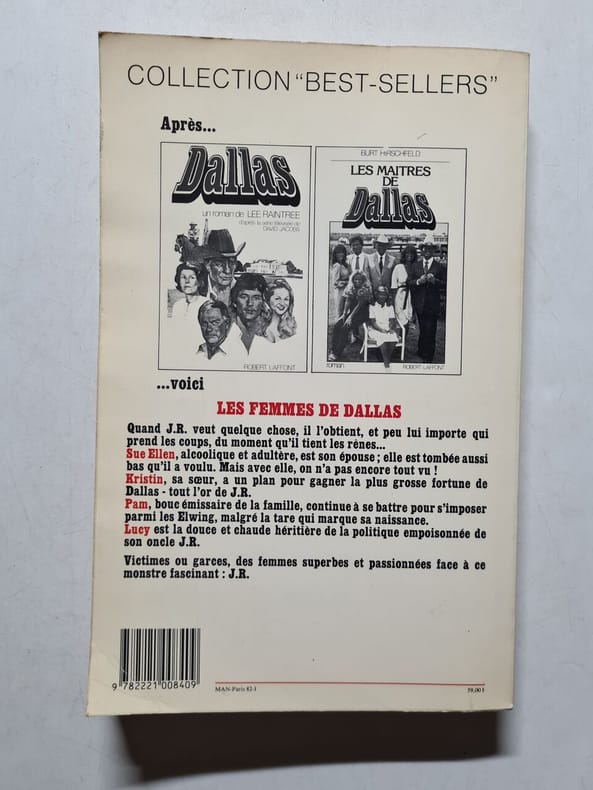 COLLECTION "BEST-SELLERS"
Après...
Dallas
un roman de LEE RAINTREE
d'après la série télévisée de
DAVID JACOBS
ROBERT LAFFONT
BURT HIRSCHFELD
LES MAITRES
DE
Dallas
roman
ROBERT LAFFONT
...voici
LES FEMMES DE DALLAS
Quand J.R. veut quelque chose, il l'obtient, et peu lui importe qui
prend les coups, du moment qu'il tient les rênes...
Sue Ellen, alcoolique et adultère, est son épouse ; elle est tombée aussi
bas qu'il a voulu. Mais avec elle, on n'a pas encore tout vu !
Kristin, sa sœur, a un plan pour gagner la plus grosse fortune de
Dallas - tout l'or de J.R.
Pam, bouc émissaire de la famille, continue à se battre pour s'imposer
parmi les Elwing, malgré la tare qui marque sa naissance.
Lucy est la douce et chaude héritière de la politique empoisonnée de
son oncle J.R.
Victimes ou garces, des femmes superbes et passionnées face à ce
monstre fascinant : J.R.
9 782221 008409
MAN-Paris 82-I